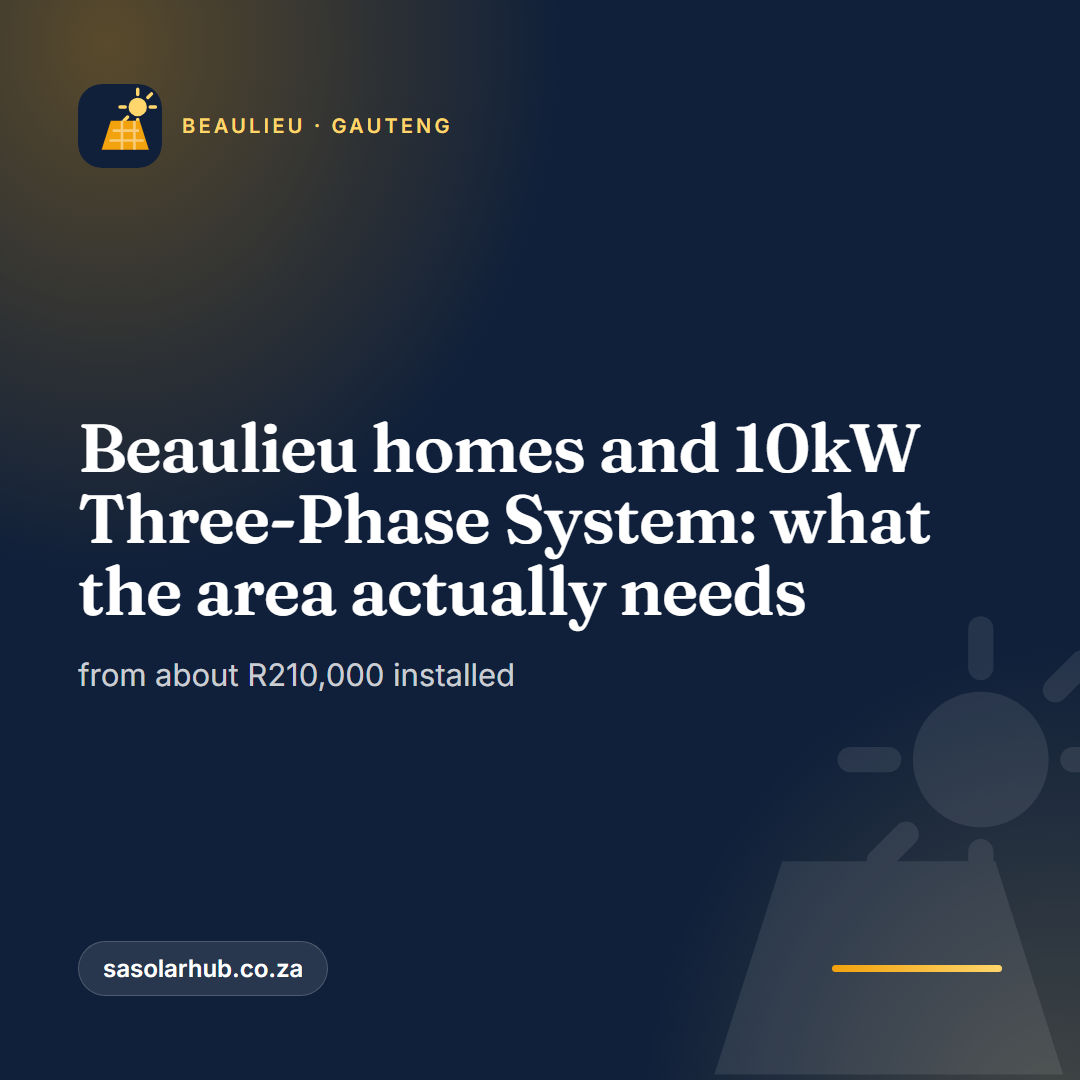 BEAULIEU · GAUTENG
Beaulieu homes and 10kW
Three-Phase System: what
the area actually needs
from about R210,000 installed
sasolarhub.co.za